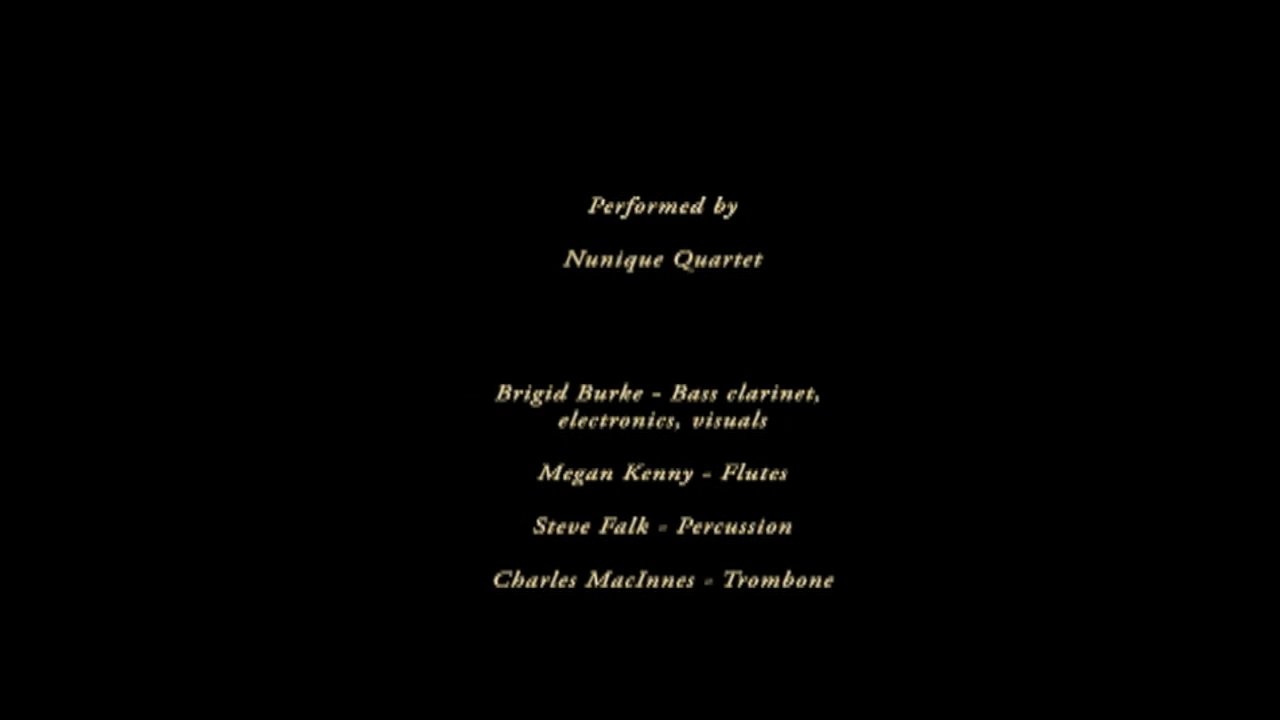 Performed by
Nunique Quartet
Brigid Burke - Bass clarinet,
electronics, visuals
Megan Kenny - Flutes
Steve Falk - Percussion
Charles MacInnes - Trombone